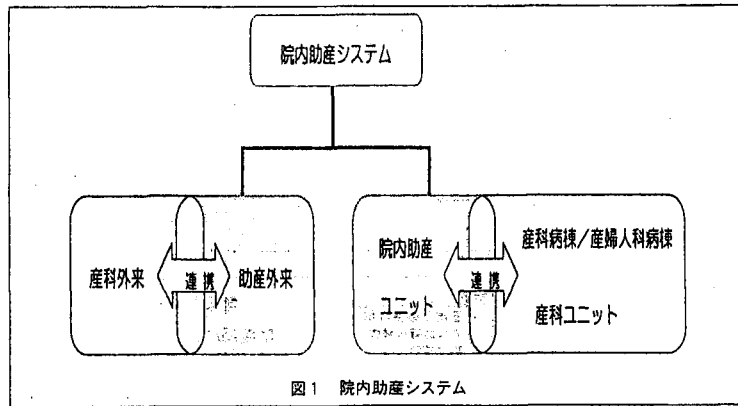 院内助産システム
産科外来
連携
助産外来
院内助産
ユニット
連携
産科病棟/産婦人科病棟
産科ユニット
図1 院内助産システム